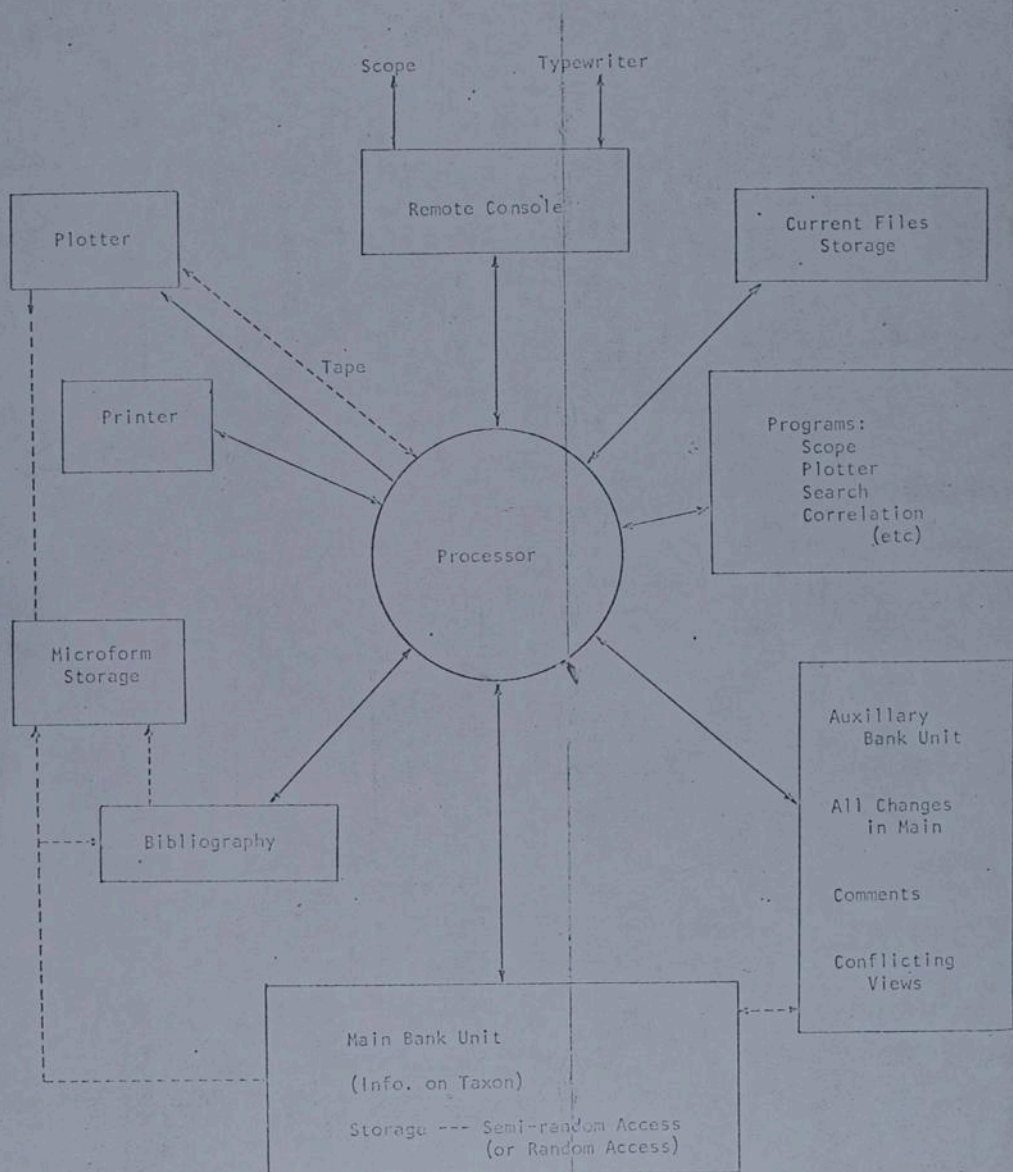 Scope
Typewriter
Remote Console
Plotter
Current Files
Storage
Tape
Printer
Programs:
Scope
Plotter
Search
Correlation
(etc)
Processor
Microform
Storage
Auxillary
Bank Unit
All Changes
in Main
Bibliography
Comments
Conflicting
Views
Main Bank Unit
(Info. on Taxon)
Storage --- Semi-random Access
(or Random Access)